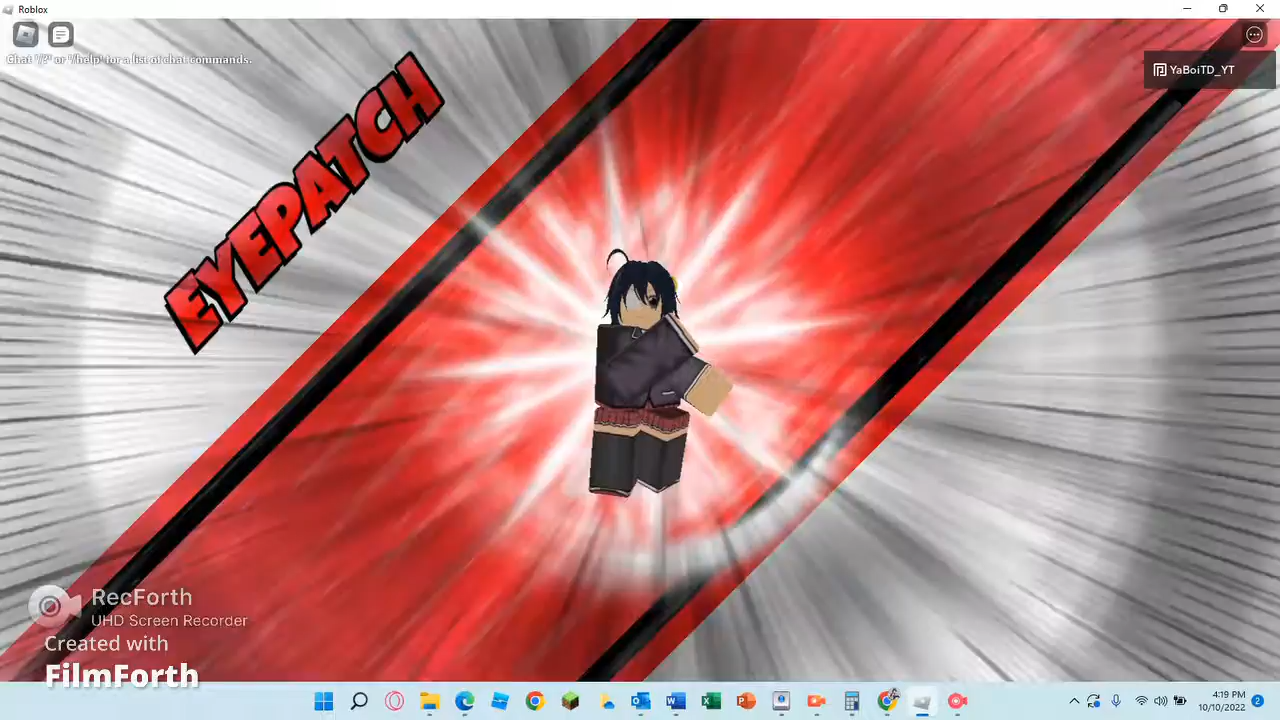 Roblox
Chat '/?' or '/help' for a list of chat commands.
YaBoiTD_YT
EYEPATCH
RecForth
UHD Screen Recorder
Created with
FilmForth
4:19 PM
10/10/2022
2